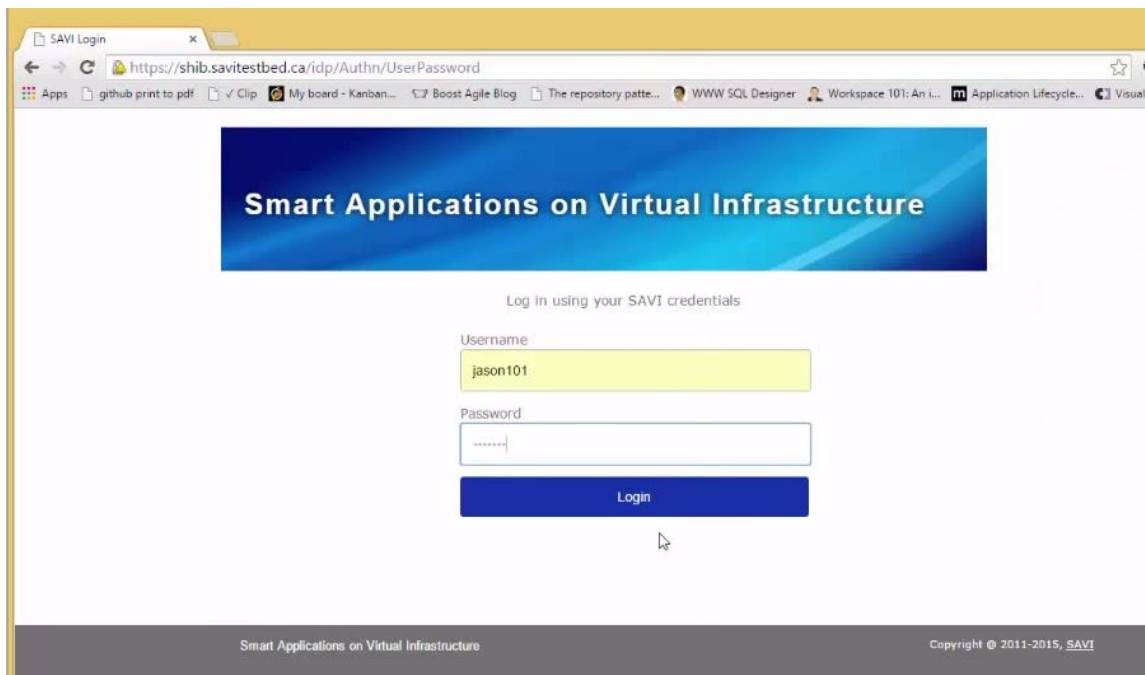 SAVI Login
https://shib.savitestbed.ca/idp/Authn/UserPassword
Apps github print to pdf ✓ Clip My board - Kanban... Boost Agile Blog The repository patte... WWW SQL Designer Workspace 101: An i... Application Lifecycle... Visual
Smart Applications on Virtual Infrastructure
Log in using your SAVI credentials
Username
jason101
Password
Login
Smart Applications on Virtual Infrastructure Copyright @ 2011-2015, SAVI